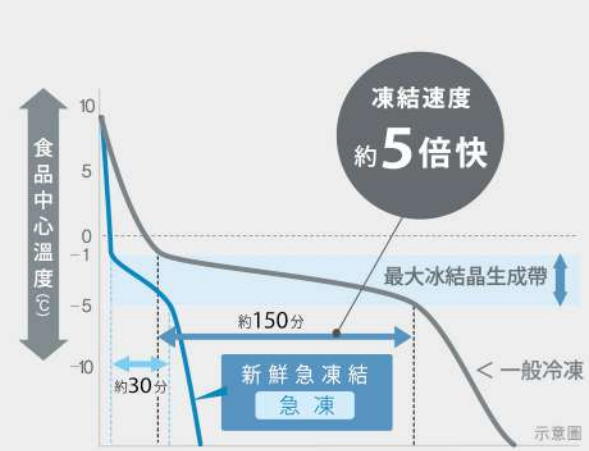 凍結速度
約5倍快
食品中心溫度(℃)
10
5
0
-1
-5
-10
最大冰結晶生成帶
約150分
約30分
新鮮急凍結
急凍
< 一般冷凍
示意圖